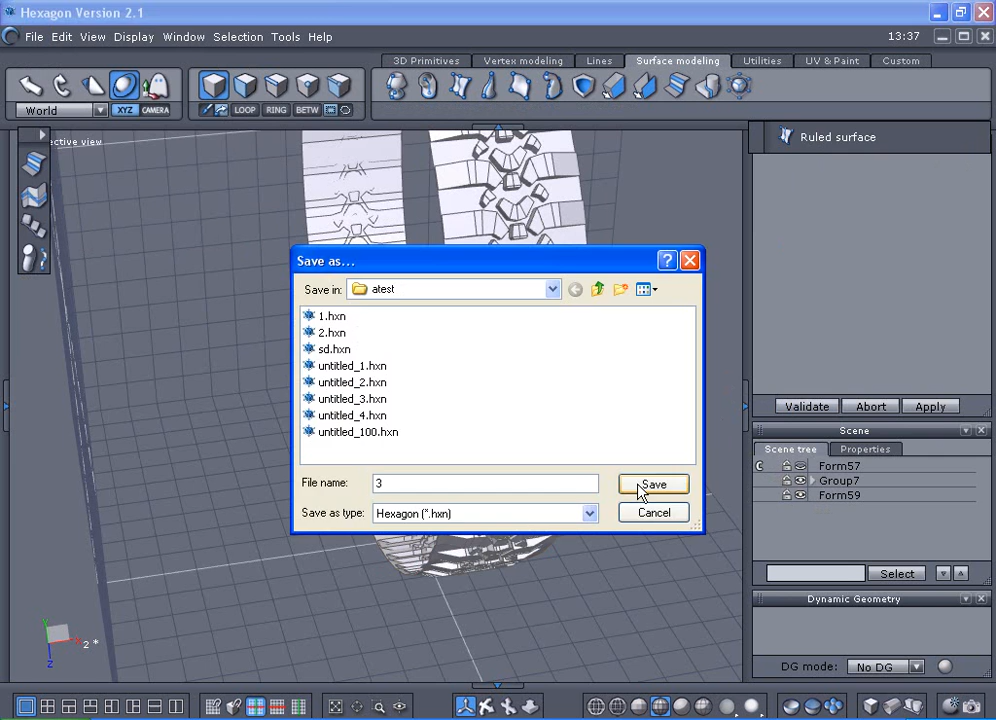 Hexagon Version 2.1
File Edit View Display Window Selection Tools Help
13:37
3D Primitives Vertex modeling Lines Surface modeling Utilities UV & Paint Custom
World XYZ CAMERA LOOP RING BETW
ective view
Ruled surface
Save as...
Save in: atest
1.hxn
2.hxn
sd.hxn
untitled_1.hxn
untitled_2.hxn
untitled_3.hxn
untitled_4.hxn
untitled_100.hxn
File name: 3 Save
Save as type: Hexagon (*.hxn) Cancel
Validate Abort Apply
Scene
Scene tree Properties
Form57
Group7
Form59
Select
Dynamic Geometry
DG mode: No DG
Y X Z 2 *